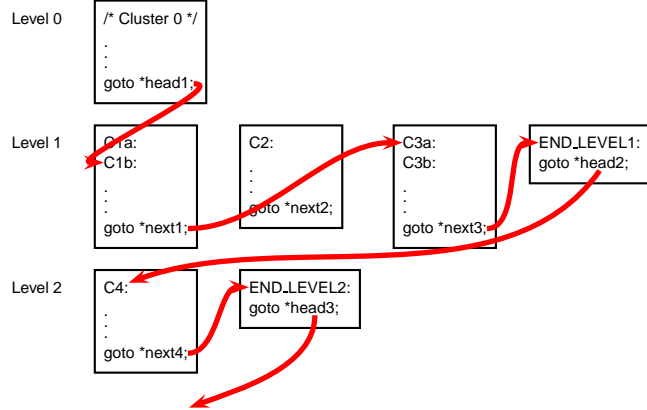 Level 0
/* Cluster 0 */
.
.
.
goto *head1;
Level 1
C1a:
C1b:
.
.
.
goto *next1;
C2:
.
.
.
goto *next2;
C3a:
C3b:
.
.
.
goto *next3;
END_LEVEL1:
goto *head2;
Level 2
C4:
.
.
.
goto *next4;
END_LEVEL2:
goto *head3;